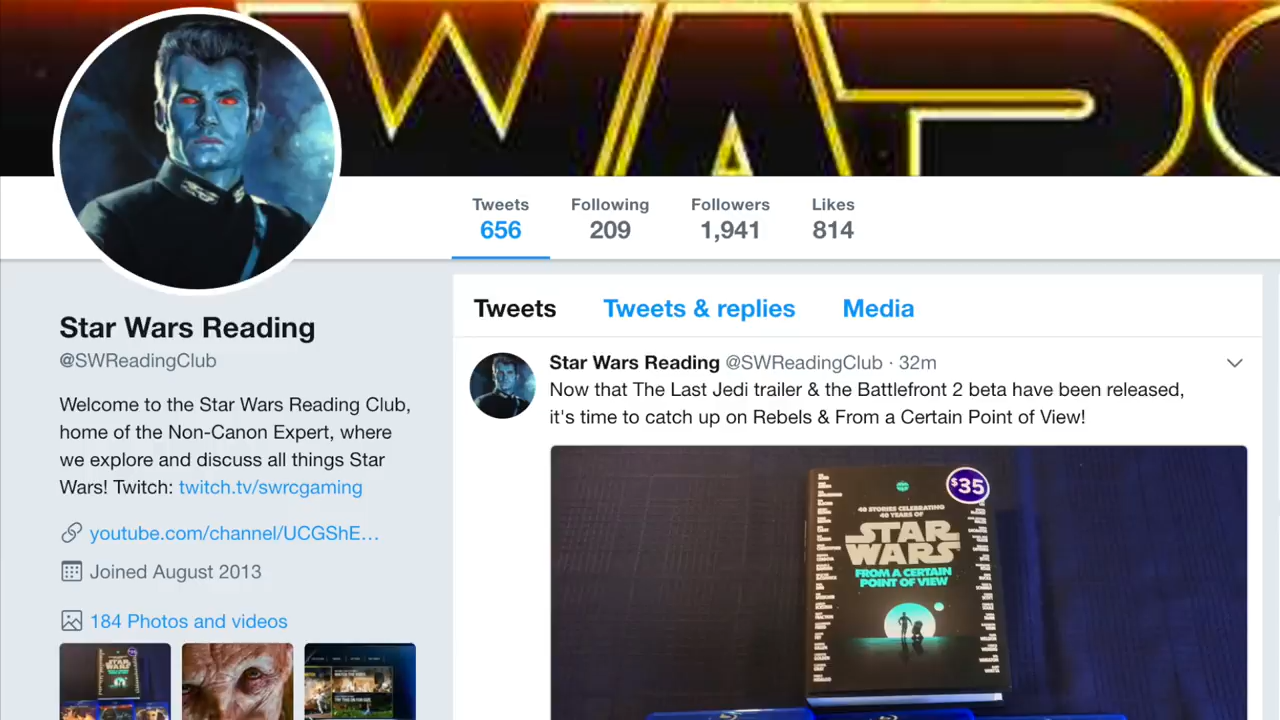 WARS
Tweets Following Followers Likes
656 209 1,941 814
Star Wars Reading
@SWReadingClub
Welcome to the Star Wars Reading Club,
home of the Non-Canon Expert, where
we explore and discuss all things Star
Wars! Twitch: twitch.tv/swrcgaming
youtube.com/channel/UCGShE…
Joined August 2013
184 Photos and videos
Tweets Tweets & replies Media
Star Wars Reading @SWReadingClub · 32m
Now that The Last Jedi trailer & the Battlefront 2 beta have been released,
it's time to catch up on Rebels & From a Certain Point of View!
$35
40 STORIES CELEBRATING
40 YEARS OF
STAR
WARS
FROM A CERTAIN
POINT OF VIEW